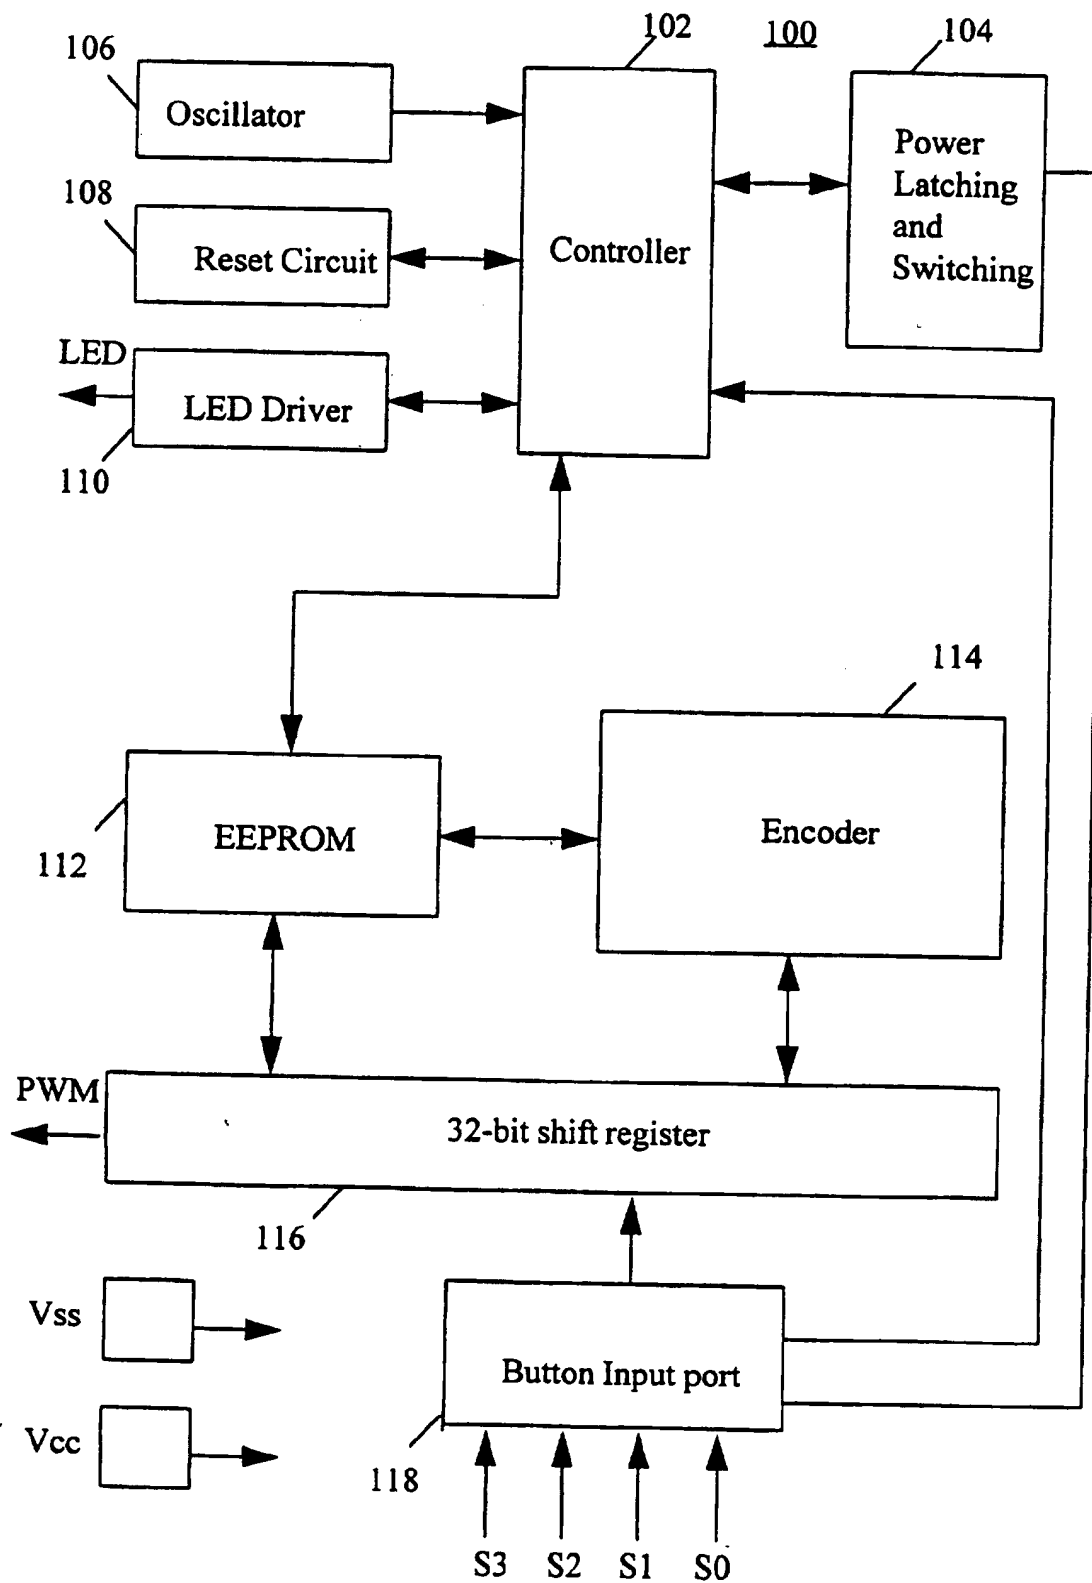 106
102
100
104
Oscillator
Power
Latching
and
Switching
108
Reset Circuit
Controller
LED
LED Driver
110
114
EEPROM
Encoder
112
PWM
32-bit shift register
116
Vss
Button Input port
Vcc
118
S3 S2 S1 S0